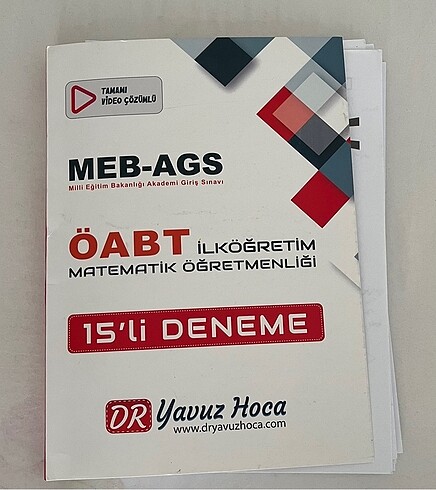 TAMAMI
VİDEO ÇÖZÜMLÜ
MEB-AGS
Milli Eğitim Bakanlığı Akademi Giriş Sınavı
ÖABT İLKÖĞRETİM
MATEMATİK ÖĞRETMENLİĞİ
15'li DENEME
DR Yavuz Hoca
www.dryavuzhoca.com